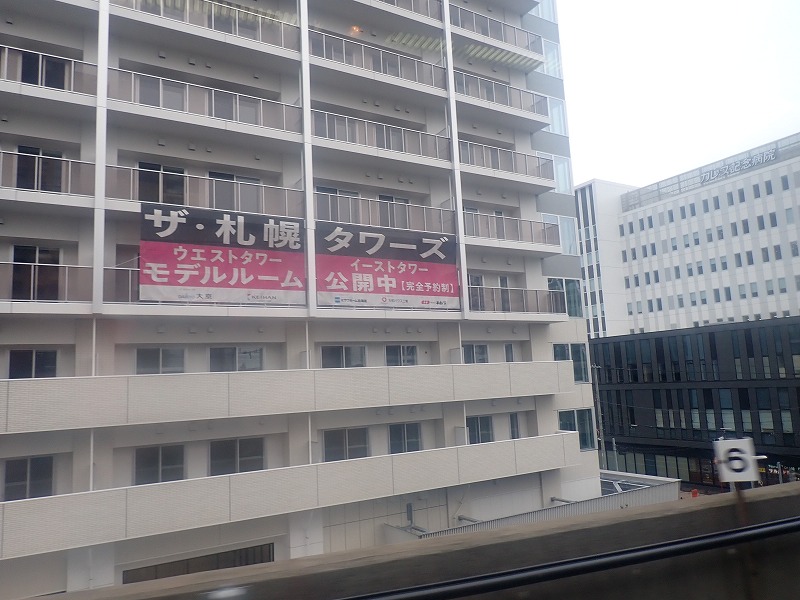 ザ・札幌タワーズ
ウエストタワー イーストタワー
モデルルーム公開中【完全予約制】
大京
カレス記念病院
6